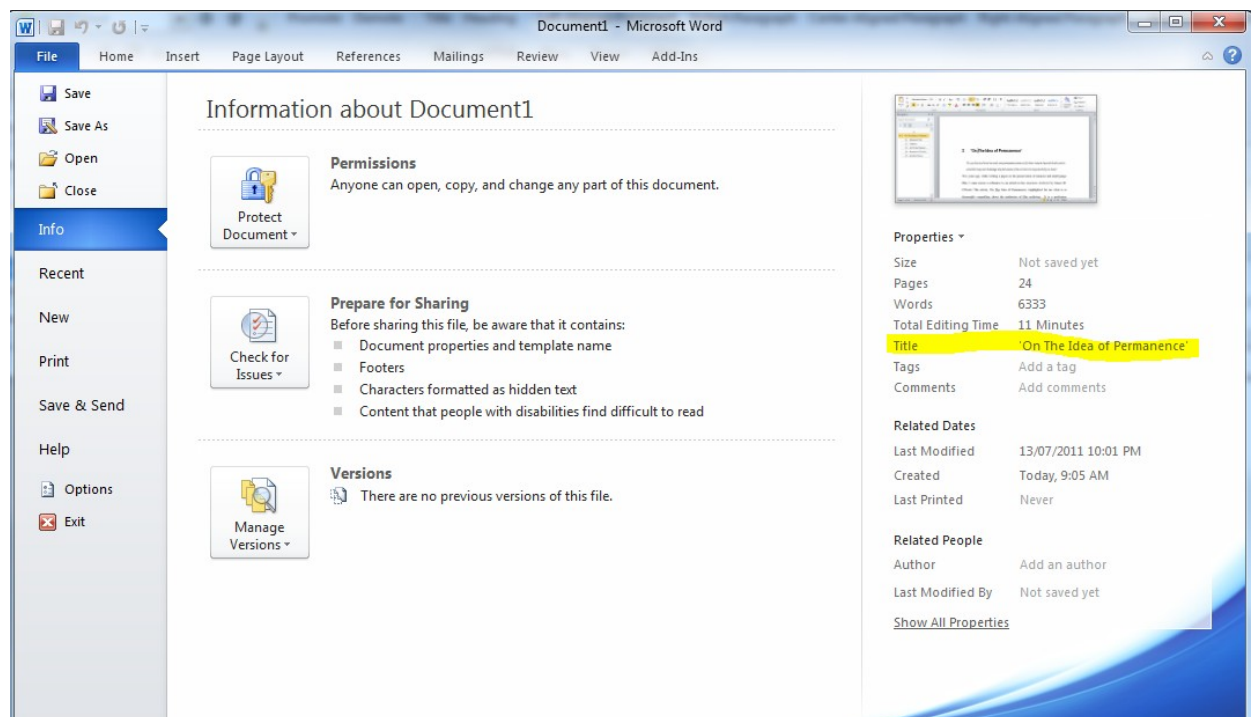 Document1 - Microsoft Word
File Home Insert Page Layout References Mailings Review View Add-Ins
Save
Save As
Open
Close
Info
Recent
New
Print
Save & Send
Help
Options
Exit
Information about Document1
Protect
Document
Permissions
Anyone can open, copy, and change any part of this document.
Check for
Issues
Prepare for Sharing
Before sharing this file, be aware that it contains:
Document properties and template name
Footers
Characters formatted as hidden text
Content that people with disabilities find difficult to read
Manage
Versions
Versions
There are no previous versions of this file.
Properties
Size Not saved yet
Pages 24
Words 6333
Total Editing Time 11 Minutes
Title 'On The Idea of Permanence'
Tags Add a tag
Comments Add comments
Related Dates
Last Modified 13/07/2011 10:01 PM
Created Today, 9:05 AM
Last Printed Never
Related People
Author Add an author
Last Modified By Not saved yet
Show All Properties